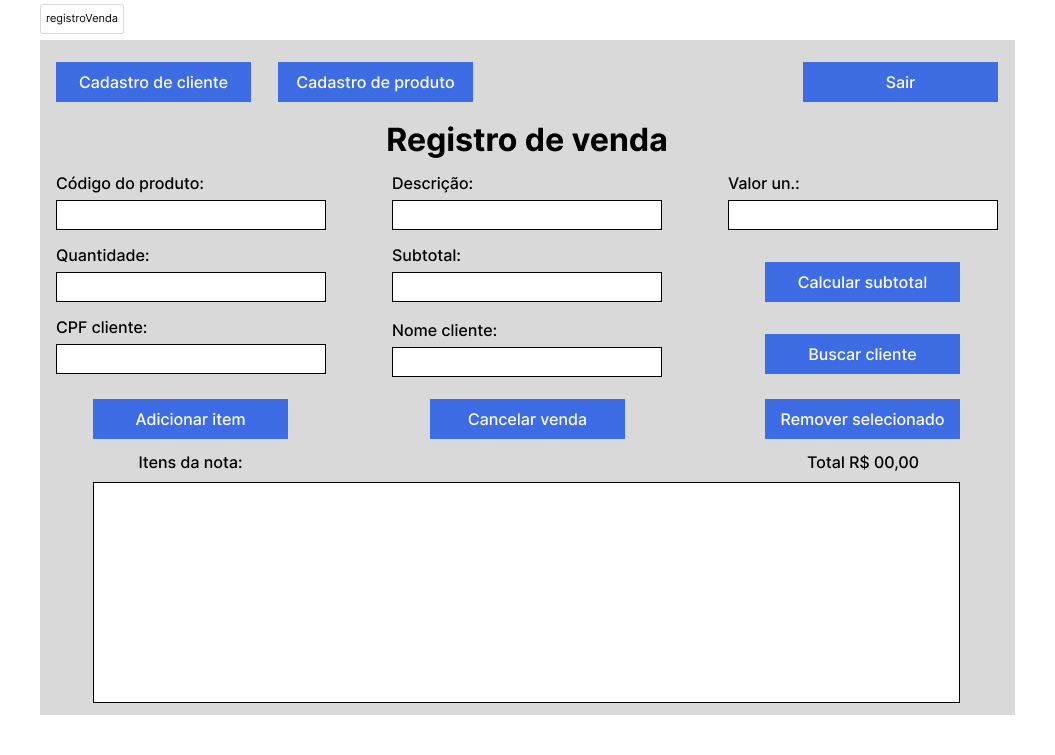 registroVenda
Cadastro de cliente
Cadastro de produto
Sair
Registro de venda
Código do produto:
Descrição:
Valor un.:
Quantidade:
Subtotal:
Calcular subtotal
CPF cliente:
Nome cliente:
Buscar cliente
Adicionar item
Cancelar venda
Remover selecionado
Itens da nota:
Total R$ 00,00